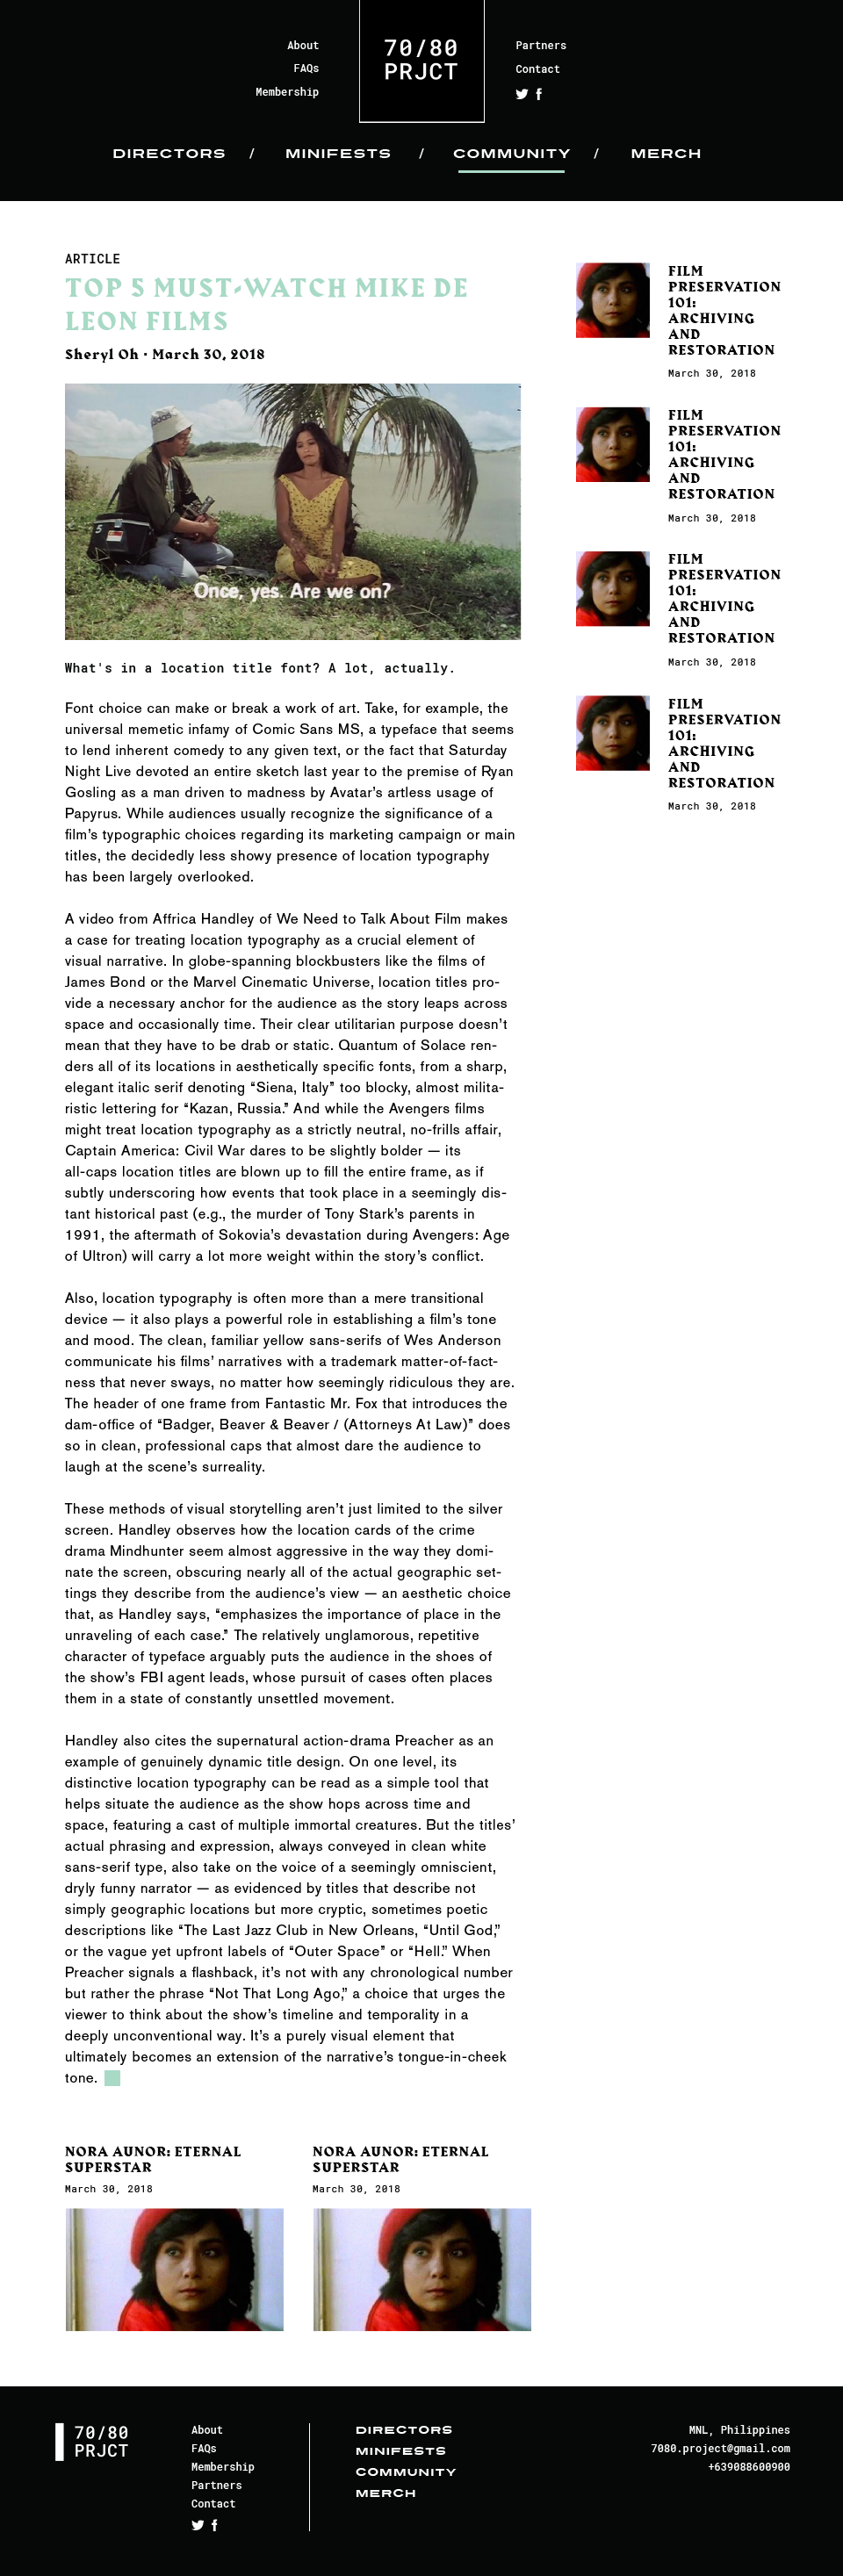 About
FAQs
Membership
70/80
PRJCT
Partners
Contact
DIRECTORS / MINIFESTS / COMMUNITY / MERCH
ARTICLE
TOP 5 MUST-WATCH MIKE DE
LEON FILMS
Sheryl Oh · March 30, 2018
5
Once, yes. Are we on?
What's in a location title font? A lot, actually.
Font choice can make or break a work of art. Take, for example, the
universal memetic infamy of Comic Sans MS, a typeface that seems
to lend inherent comedy to any given text, or the fact that Saturday
Night Live devoted an entire sketch last year to the premise of Ryan
Gosling as a man driven to madness by Avatar’s artless usage of
Papyrus. While audiences usually recognize the significance of a
film’s typographic choices regarding its marketing campaign or main
titles, the decidedly less showy presence of location typography
has been largely overlooked.
A video from Affrica Handley of We Need to Talk About Film makes
a case for treating location typography as a crucial element of
visual narrative. In globe-spanning blockbusters like the films of
James Bond or the Marvel Cinematic Universe, location titles pro-
vide a necessary anchor for the audience as the story leaps across
space and occasionally time. Their clear utilitarian purpose doesn’t
mean that they have to be drab or static. Quantum of Solace ren-
ders all of its locations in aesthetically specific fonts, from a sharp,
elegant italic serif denoting “Siena, Italy” too blocky, almost milita-
ristic lettering for “Kazan, Russia.” And while the Avengers films
might treat location typography as a strictly neutral, no-frills affair,
Captain America: Civil War dares to be slightly bolder — its
all-caps location titles are blown up to fill the entire frame, as if
subtly underscoring how events that took place in a seemingly dis-
tant historical past (e.g., the murder of Tony Stark’s parents in
1991, the aftermath of Sokovia’s devastation during Avengers: Age
of Ultron) will carry a lot more weight within the story’s conflict.
Also, location typography is often more than a mere transitional
device — it also plays a powerful role in establishing a film’s tone
and mood. The clean, familiar yellow sans-serifs of Wes Anderson
communicate his films’ narratives with a trademark matter-of-fact-
ness that never sways, no matter how seemingly ridiculous they are.
The header of one frame from Fantastic Mr. Fox that introduces the
dam-office of “Badger, Beaver & Beaver / (Attorneys At Law)” does
so in clean, professional caps that almost dare the audience to
laugh at the scene’s surreality.
These methods of visual storytelling aren’t just limited to the silver
screen. Handley observes how the location cards of the crime
drama Mindhunter seem almost aggressive in the way they domi-
nate the screen, obscuring nearly all of the actual geographic set-
tings they describe from the audience’s view — an aesthetic choice
that, as Handley says, “emphasizes the importance of place in the
unraveling of each case.” The relatively unglamorous, repetitive
character of typeface arguably puts the audience in the shoes of
the show’s FBI agent leads, whose pursuit of cases often places
them in a state of constantly unsettled movement.
Handley also cites the supernatural action-drama Preacher as an
example of genuinely dynamic title design. On one level, its
distinctive location typography can be read as a simple tool that
helps situate the audience as the show hops across time and
space, featuring a cast of multiple immortal creatures. But the titles’
actual phrasing and expression, always conveyed in clean white
sans-serif type, also take on the voice of a seemingly omniscient,
dryly funny narrator — as evidenced by titles that describe not
simply geographic locations but more cryptic, sometimes poetic
descriptions like “The Last Jazz Club in New Orleans, “Until God,”
or the vague yet upfront labels of “Outer Space” or “Hell.” When
Preacher signals a flashback, it’s not with any chronological number
but rather the phrase “Not That Long Ago,” a choice that urges the
viewer to think about the show’s timeline and temporality in a
deeply unconventional way. It’s a purely visual element that
ultimately becomes an extension of the narrative’s tongue-in-cheek
tone.
FILM
PRESERVATION
101:
ARCHIVING
AND
RESTORATION
March 30, 2018
FILM
PRESERVATION
101:
ARCHIVING
AND
RESTORATION
March 30, 2018
FILM
PRESERVATION
101:
ARCHIVING
AND
RESTORATION
March 30, 2018
FILM
PRESERVATION
101:
ARCHIVING
AND
RESTORATION
March 30, 2018
NORA AUNOR: ETERNAL
SUPERSTAR
March 30, 2018
NORA AUNOR: ETERNAL
SUPERSTAR
March 30, 2018
70/80
PRJCT
About
FAQs
Membership
Partners
Contact
DIRECTORS
MINIFESTS
COMMUNITY
MERCH
MNL, Philippines
7080.project@gmail.com
+639088600900